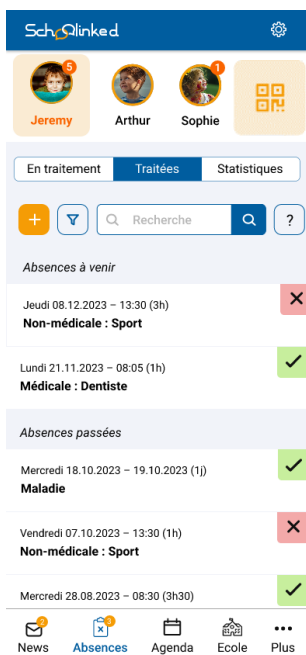 Schoolinked
5
1
Jeremy
Arthur
Sophie
En traitement
Traitées
Statistiques
+
Recherche
?
Absences à venir
Jeudi 08.12.2023 – 13:30 (3h)
Non-médicale : Sport
Lundi 21.11.2023 – 08:05 (1h)
Médicale : Dentiste
Absences passées
Mercredi 18.10.2023 – 19.10.2023 (1j)
Maladie
Vendredi 07.10.2023 – 13:30 (1h)
Non-médicale : Sport
Mercredi 28.08.2023 – 08:30 (3h30)
3
News
Absences
Agenda
Ecole
Plus